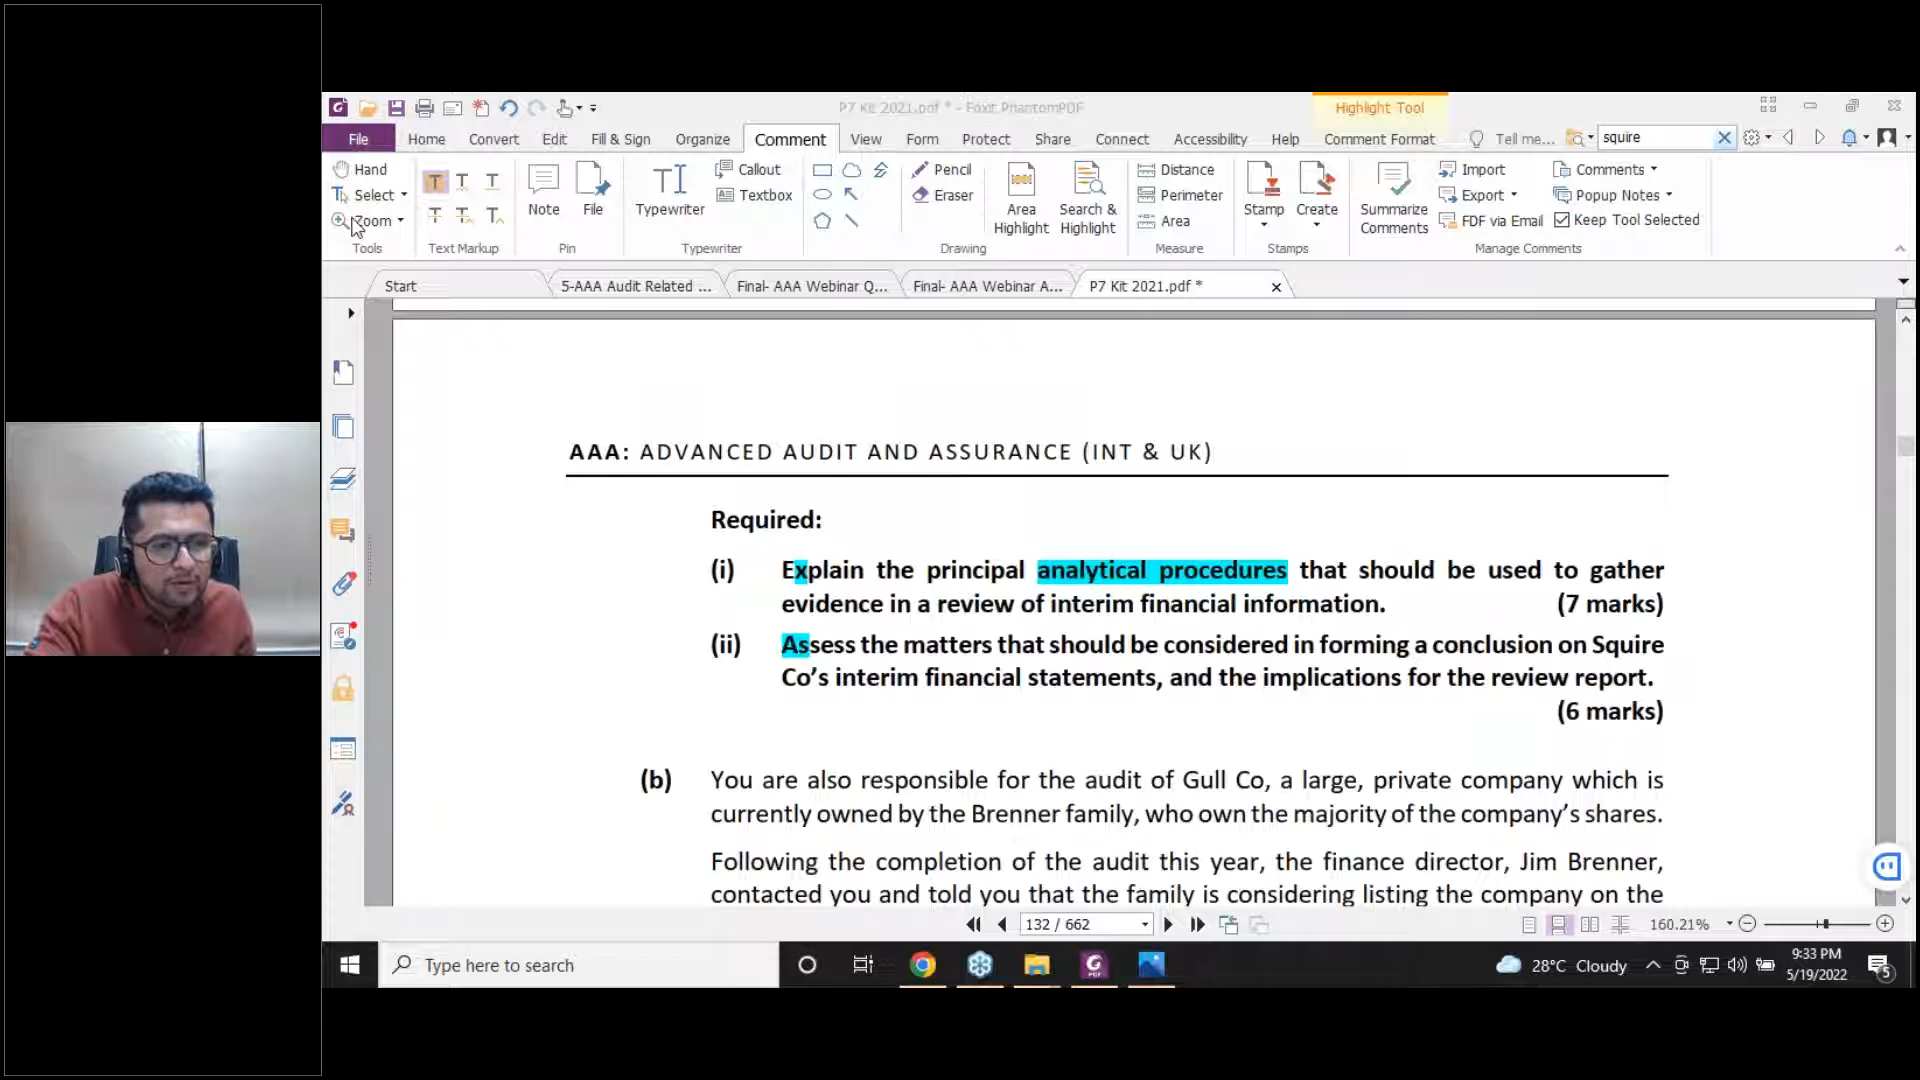 P7 Kit 2021.pdf * - Foxit PhantomPDF
Highlight Tool
File Home Convert Edit Fill & Sign Organize Comment View Form Protect Share Connect Accessibility Help Comment Format Tell me... squire
Hand
Select
Zoom
Tools
Text Markup
Note
File
Pin
Typewriter
Callout
Textbox
Typewriter
Pencil
Eraser
Area Highlight
Search & Highlight
Drawing
Distance
Perimeter
Area
Measure
Stamp
Create
Stamps
Summarize Comments
Import
Export
FDF via Email
Comments
Popup Notes
Keep Tool Selected
Manage Comments
Start
5-AAA Audit Related ...
Final- AAA Webinar Q...
Final- AAA Webinar A...
P7 Kit 2021.pdf *
AAA: ADVANCED AUDIT AND ASSURANCE (INT & UK)
Required:
(i) Explain the principal analytical procedures that should be used to gather
evidence in a review of interim financial information. (7 marks)
(ii) Assess the matters that should be considered in forming a conclusion on Squire
Co’s interim financial statements, and the implications for the review report.
(6 marks)
(b) You are also responsible for the audit of Gull Co, a large, private company which is
currently owned by the Brenner family, who own the majority of the company’s shares.
Following the completion of the audit this year, the finance director, Jim Brenner,
contacted you and told you that the family is considering listing the company on the
132 / 662
160.21%
Type here to search
28°C Cloudy
9:33 PM
5/19/2022
5